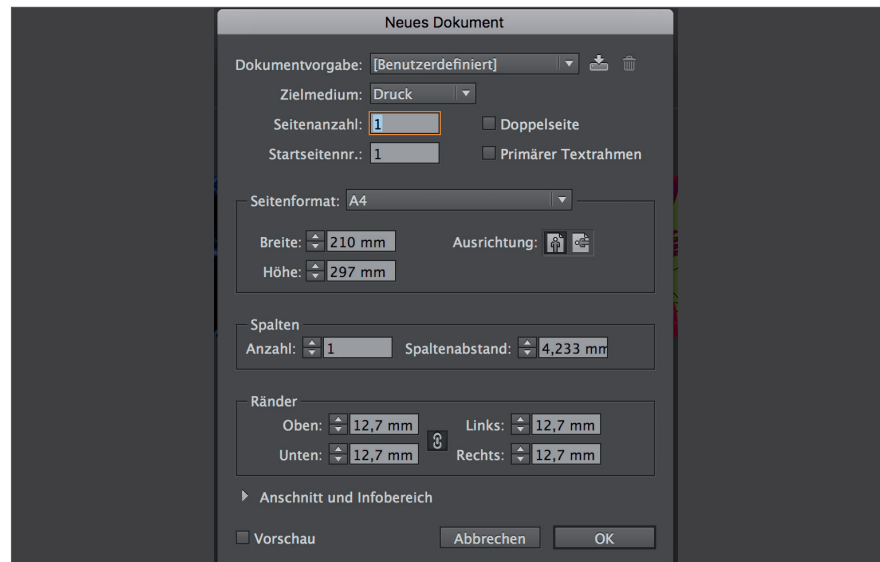 Neues Dokument
Dokumentvorgabe: [Benutzerdefiniert]
Zielmedium: Druck
Seitenanzahl: 1 Doppelseite
Startseitennr.: 1 Primärer Textrahmen
Seitenformat: A4
Breite: 210 mm Ausrichtung:
Höhe: 297 mm
Spalten
Anzahl: 1 Spaltenabstand: 4,233 mm
Ränder
Oben: 12,7 mm Links: 12,7 mm
Unten: 12,7 mm Rechts: 12,7 mm
Anschnitt und Infobereich
Vorschau Abbrechen OK